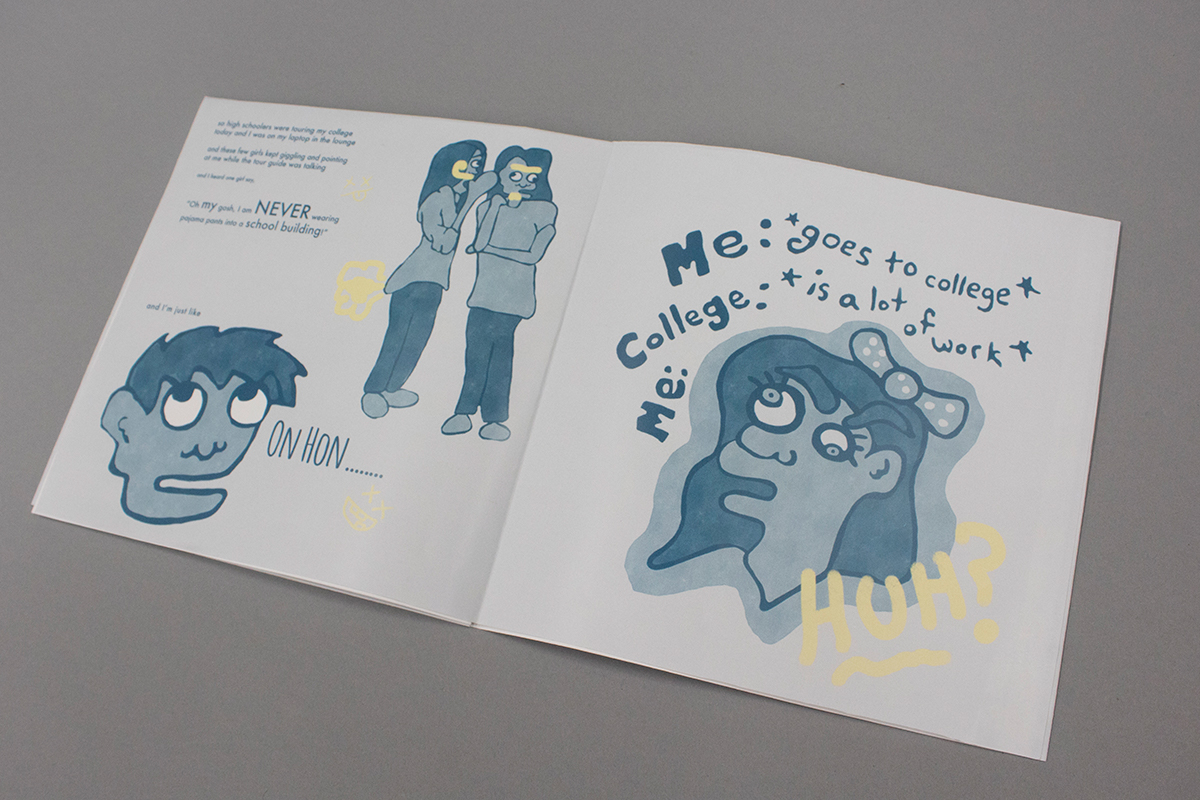 so high schoolers were touring my college
today and I was on my laptop in the lounge
and these few girls kept giggling and pointing
at me while the tour guide was talking
and I heard one girl say,
"Oh my gosh, I am NEVER wearing
pajama pants into a school building!"
and I'm just like
OH HON........
Me: *goes to college*
College: *is a lot
of
work*
Me:
HUH?